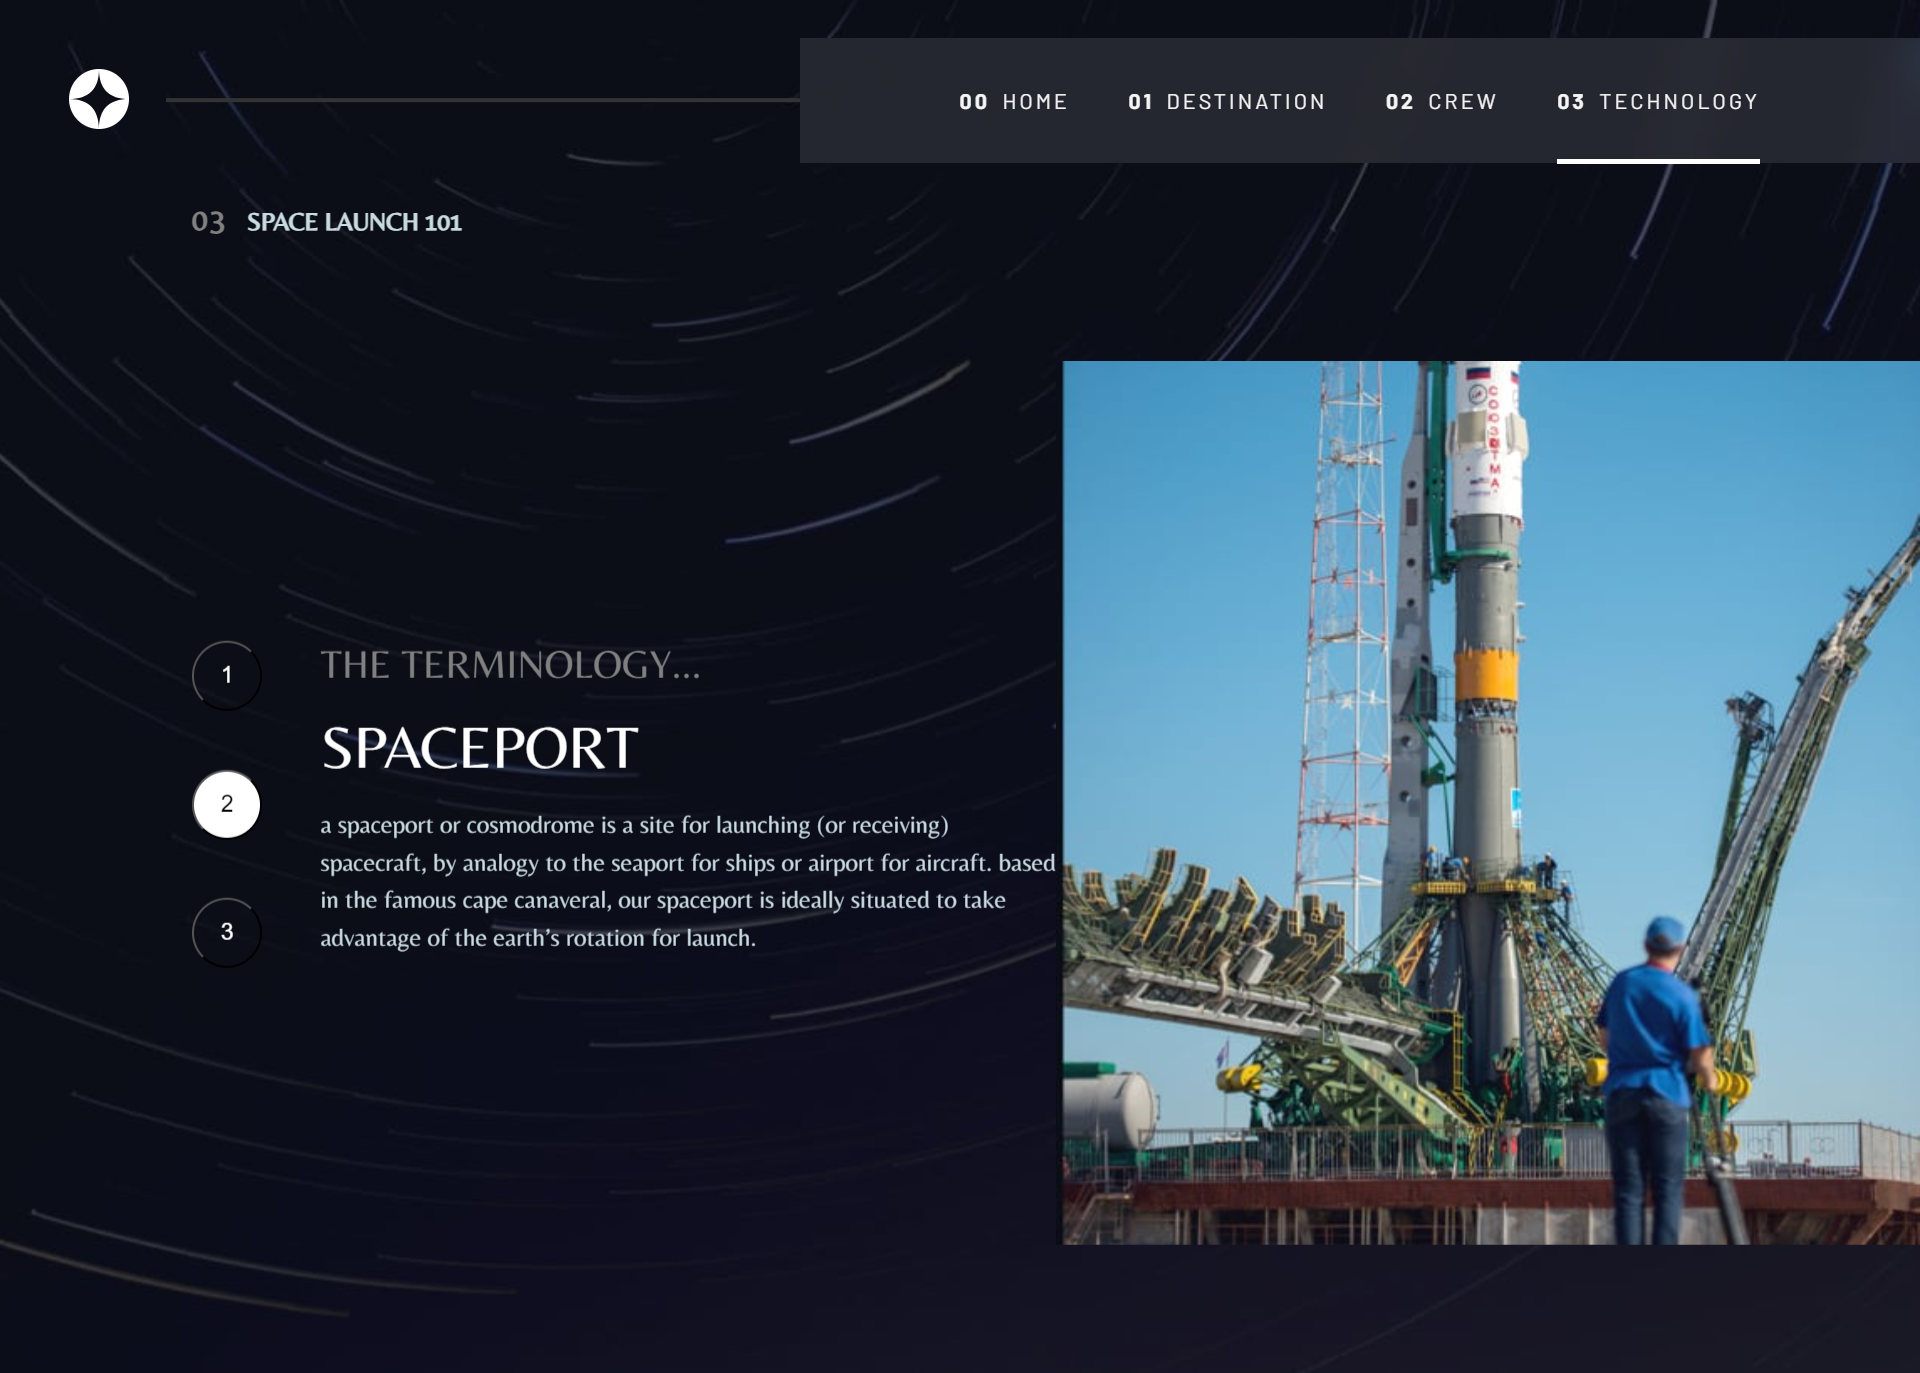 00 HOME 01 DESTINATION 02 CREW 03 TECHNOLOGY
03 SPACE LAUNCH 101
THE TERMINOLOGY...
SPACEPORT
a spaceport or cosmodrome is a site for launching (or receiving)
spacecraft, by analogy to the seaport for ships or airport for aircraft. based
in the famous cape canaveral, our spaceport is ideally situated to take
advantage of the earth’s rotation for launch.
1
2
3